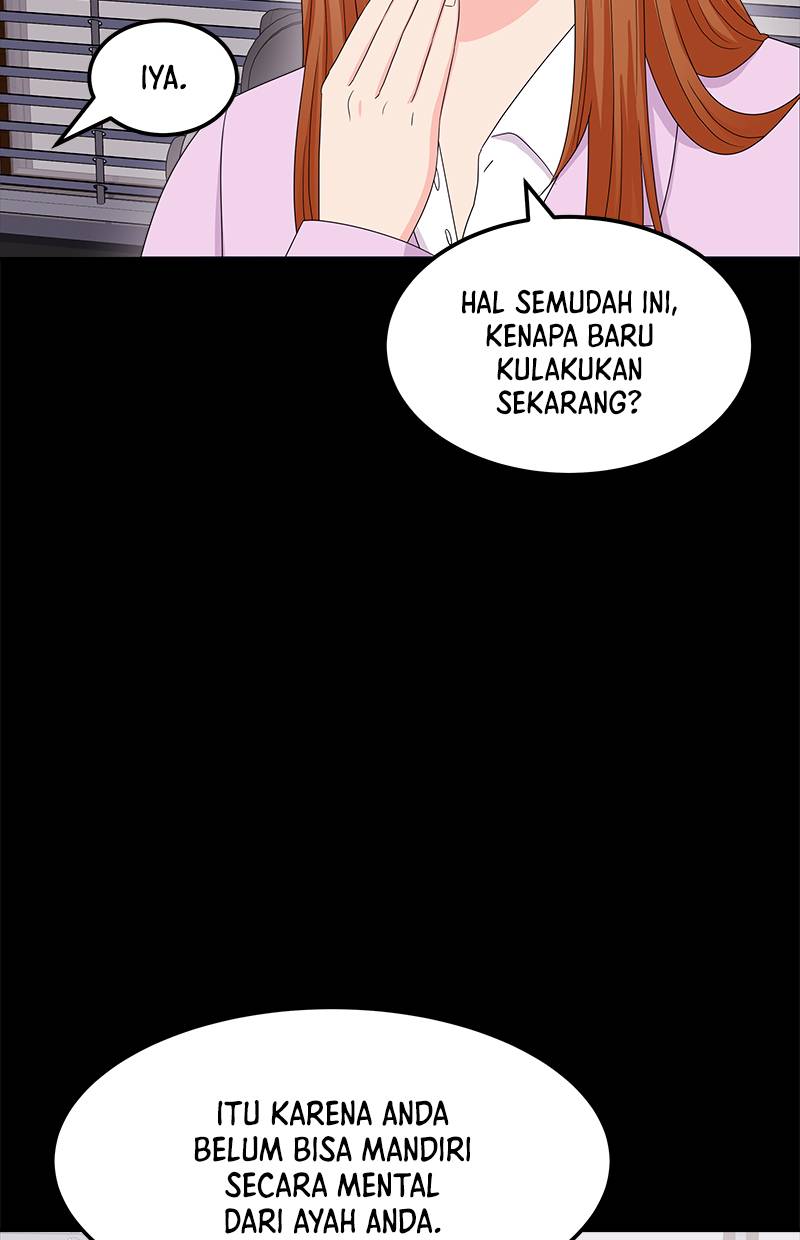 IYA.
HAL SEMUDAH INI,
KENAPA BARU
KULAKUKAN
SEKARANG?
ITU KARENA ANDA
BELUM BISA MANDIRI
SECARA MENTAL
DARI AYAH ANDA.